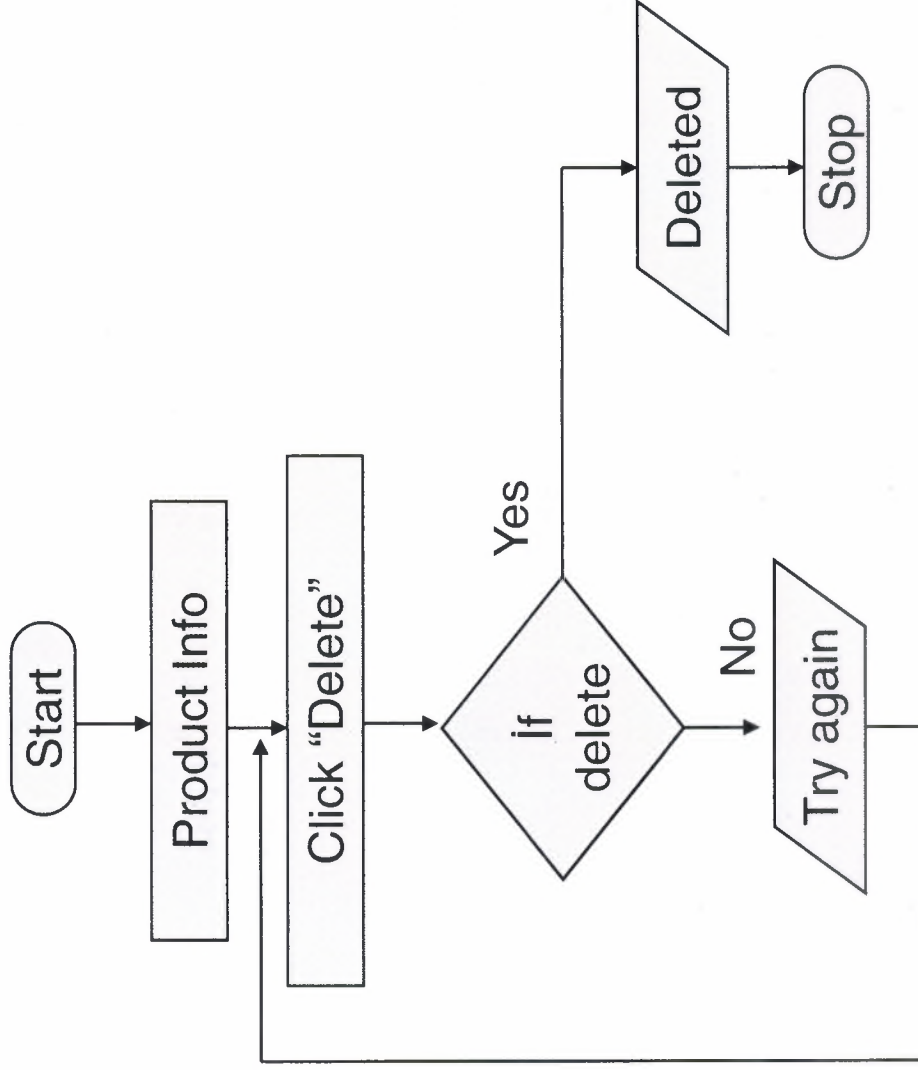 Start
Product Info
Click “Delete”
if
delete
Yes
No
Deleted
Try again
Stop